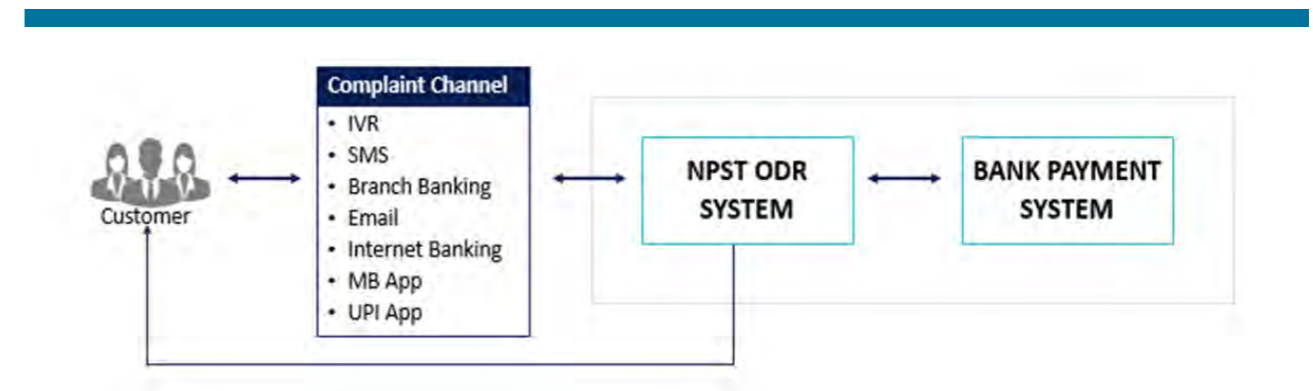 Customer
Complaint Channel
• IVR
• SMS
• Branch Banking
• Email
• Internet Banking
• MB App
• UPI App
NPST ODR
SYSTEM
BANK PAYMENT
SYSTEM